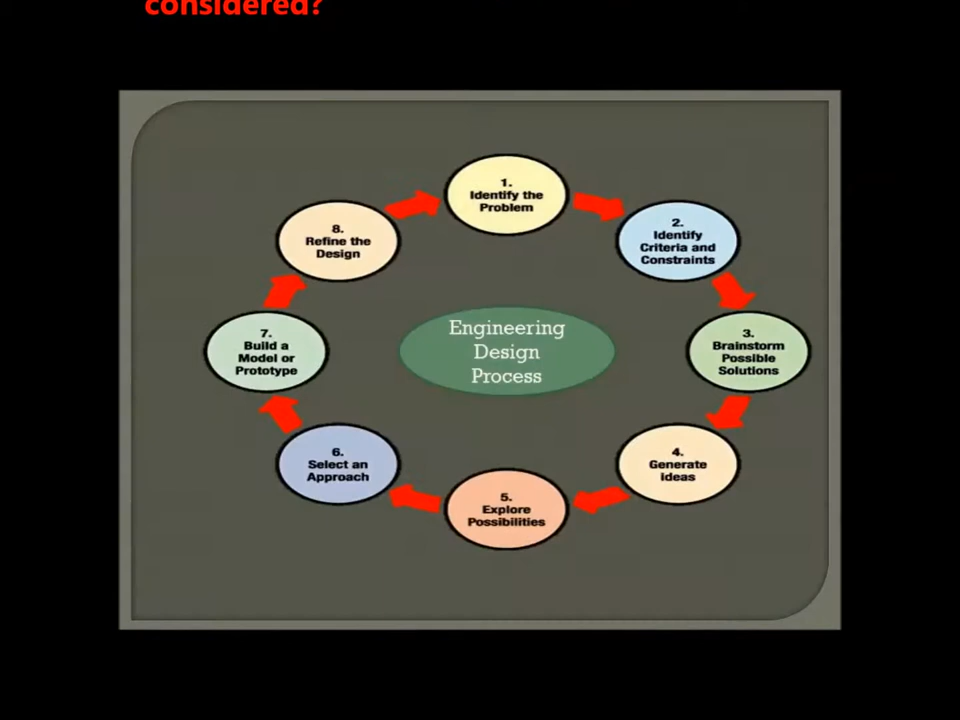 considered?
1.
Identify the
Problem
2.
Identify
Criteria and
Constraints
3.
Brainstorm
Possible
Solutions
4.
Generate
Ideas
5.
Explore
Possibilities
6.
Select an
Approach
7.
Build a
Model or
Prototype
8.
Refine the
Design
Engineering
Design
Process